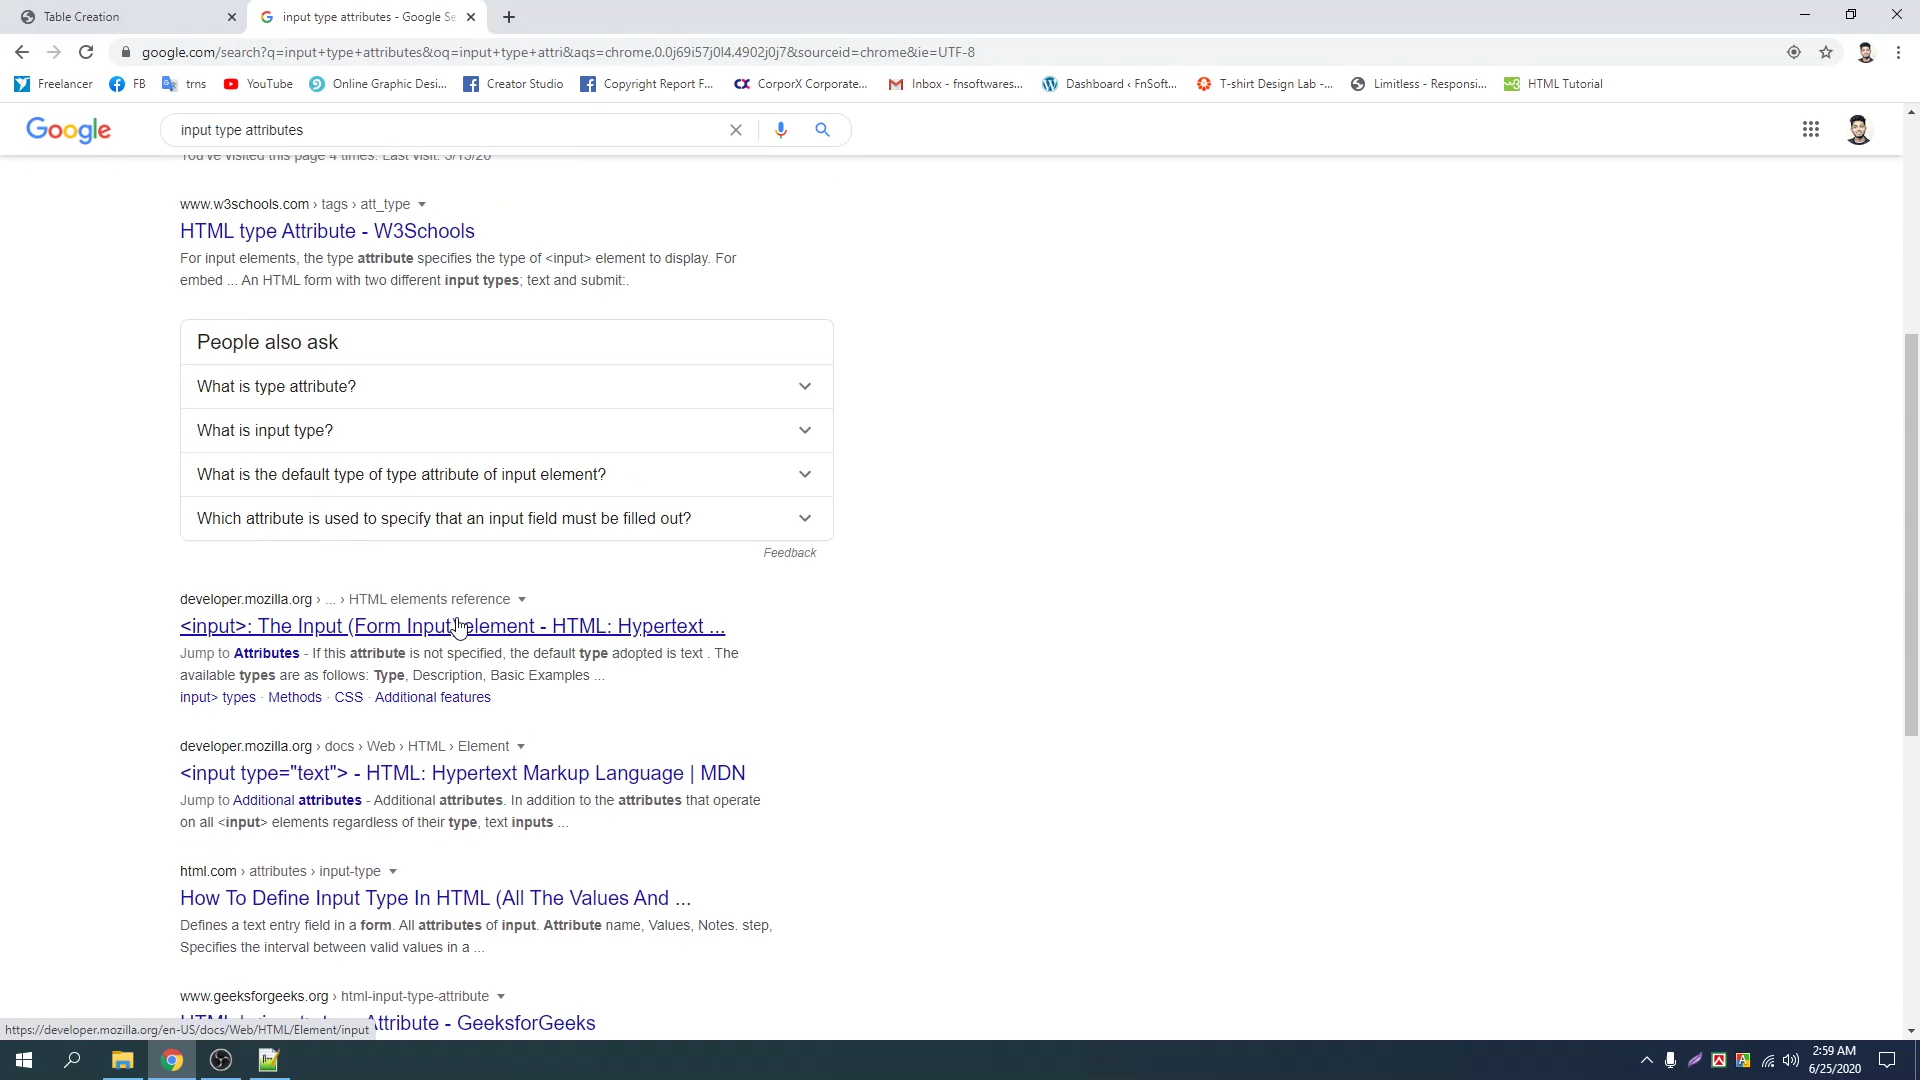 Table Creation
input type attributes - Google Se
google.com/search?q=input+type+attributes&oq=input+type+attri&aqs=chrome.0.0j69i57j0l4.4902j0j7&sourceid=chrome&ie=UTF-8
Freelancer FB trns YouTube Online Graphic Desi... Creator Studio Copyright Report F... CorporX Corporate... Inbox - fnsoftwares... Dashboard ‹ FnSoft... T-shirt Design Lab -... Limitless - Responsi... HTML Tutorial
Google input type attributes
You've visited this page 4 times. Last visit: 5/15/20
www.w3schools.com › tags › att_type
HTML type Attribute - W3Schools
For input elements, the type attribute specifies the type of <input> element to display. For
embed ... An HTML form with two different input types; text and submit:.
People also ask
What is type attribute?
What is input type?
What is the default type of type attribute of input element?
Which attribute is used to specify that an input field must be filled out?
Feedback
developer.mozilla.org › ... › HTML elements reference
<input>: The Input (Form Input) element - HTML: Hypertext ...
Jump to Attributes - If this attribute is not specified, the default type adopted is text . The
available types are as follows: Type, Description, Basic Examples ...
input> types · Methods · CSS · Additional features
developer.mozilla.org › docs › Web › HTML › Element
<input type="text"> - HTML: Hypertext Markup Language | MDN
Jump to Additional attributes - Additional attributes. In addition to the attributes that operate
on all <input> elements regardless of their type, text inputs ...
html.com › attributes › input-type
How To Define Input Type In HTML (All The Values And ...
Defines a text entry field in a form. All attributes of input. Attribute name, Values, Notes. step,
Specifies the interval between valid values in a ...
www.geeksforgeeks.org › html-input-type-attribute
Attribute - GeeksforGeeks
https://developer.mozilla.org/en-US/docs/Web/HTML/Element/input
2:59 AM
6/25/2020